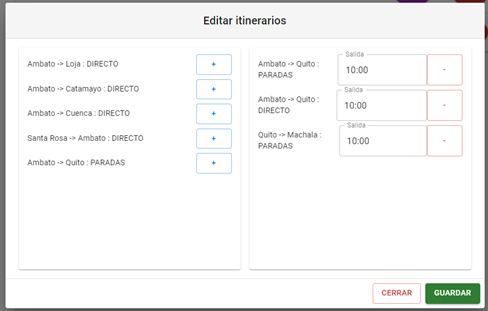 Editar itinerarios
Ambato -> Loja : DIRECTO
+
Ambato -> Catamayo : DIRECTO
+
Ambato -> Cuenca : DIRECTO
+
Santa Rosa -> Ambato : DIRECTO
+
Ambato -> Quito : PARADAS
+
Ambato -> Quito :
PARADAS
Salida
10:00
-
Ambato -> Quito :
DIRECTO
Salida
10:00
-
Quito -> Machala :
PARADAS
Salida
10:00
-
CERRAR
GUARDAR